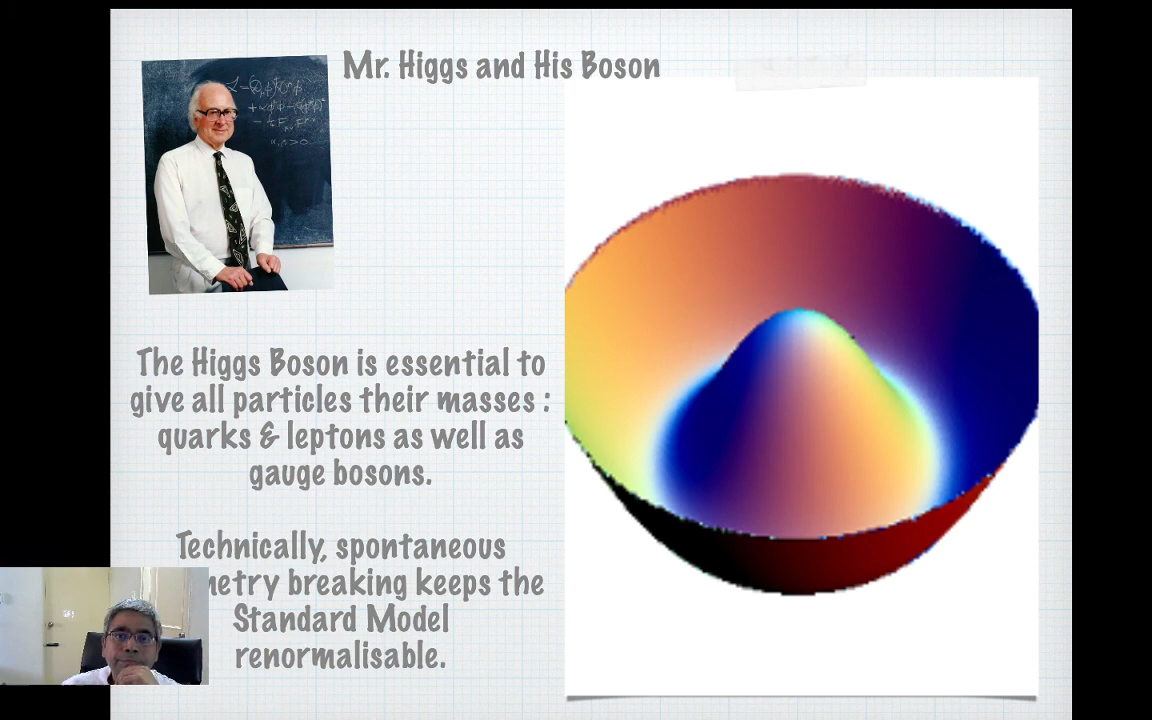 Mr. Higgs and His Boson
The Higgs Boson is essential to
give all particles their masses :
quarks & leptons as well as
gauge bosons.
Technically, spontaneous
metry breaking keeps the
Standard Model
renormalisable.